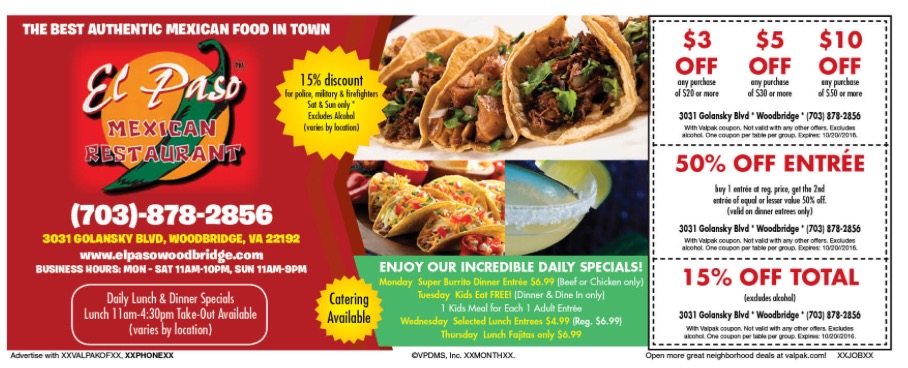 THE BEST AUTHENTIC MEXICAN FOOD IN TOWN
El Paso™
MEXICAN
RESTAURANT
(703)-878-2856
3031 GOLANSKY BLVD, WOODBRIDGE, VA 22192
www.elpasowoodbridge.com
BUSINESS HOURS: MON - SAT 11AM-10PM, SUN 11AM-9PM
Daily Lunch & Dinner Specials
Lunch 11am-4:30pm Take-Out Available
(varies by location)
15% discount
for police, military & firefighters
Sat & Sun only *
Excludes Alcohol
(varies by location)
Catering
Available
ENJOY OUR INCREDIBLE DAILY SPECIALS!
Monday Super Burrito Dinner Entrée $6.99 (Beef or Chicken only)
Tuesday Kids Eat FREE! (Dinner & Dine In only)
1 Kids Meal for Each 1 Adult Entrée
Wednesday Selected Lunch Entrees $4.99 (Reg. $6.99)
Thursday Lunch Fajitas only $6.99
$3 $5 $10
OFF OFF OFF
any purchase any purchase any purchase
of $20 or more of $30 or more of $50 or more
3031 Golansky Blvd * Woodbridge * (703) 878-2856
With Valpak coupon. Not valid with any other offers. Excludes
alcohol. One coupon per table per group. Expires: 10/20/2016.
50% OFF ENTRÉE
buy 1 entrée at reg. price, get the 2nd
entrée of equal or lesser value 50% off.
(valid on dinner entrees only)
3031 Golansky Blvd * Woodbridge * (703) 878-2856
With Valpak coupon. Not valid with any other offers. Excludes
alcohol. One coupon per table per group. Expires: 10/20/2016.
15% OFF TOTAL
(excludes alcohol)
3031 Golansky Blvd * Woodbridge * (703) 878-2856
With Valpak coupon. Not valid with any other offers. Excludes
alcohol. One coupon per table per group. Expires: 10/20/2016.
Advertise with XXVALPAKOFXX, XXPHONEXX
©VPDMS, Inc. XXMONTHXX.
Open more great neighborhood deals at valpak.com! XXJOBXX